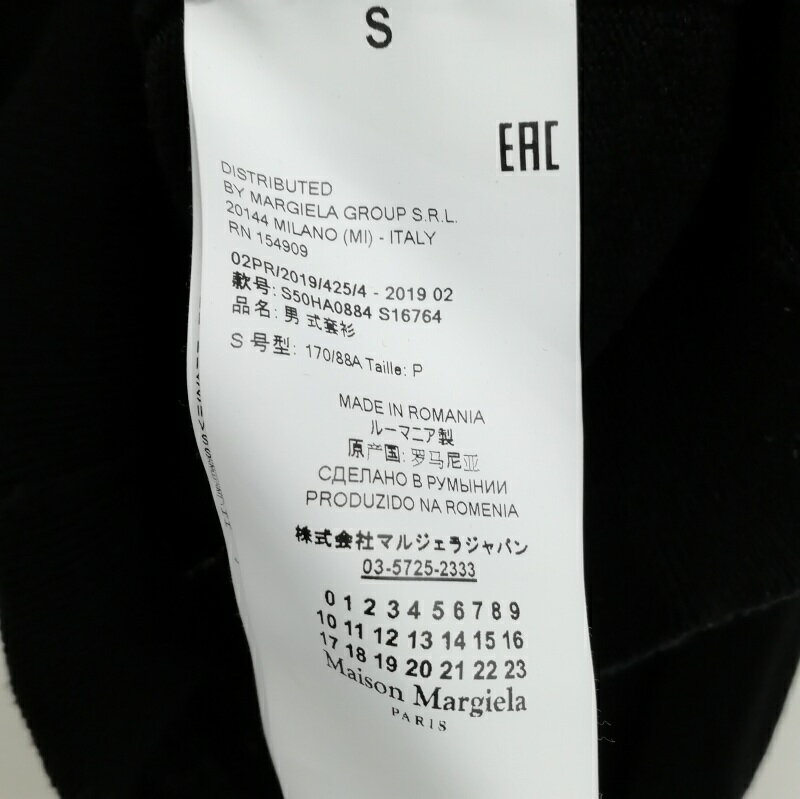 S
EAC
DISTRIBUTED
BY MARGIELA GROUP S.R.L.
20144 MILANO (MI) - ITALY
RN 154909
02PR/2019/425/4 - 2019 02
款号: S50HA0884 S16764
品名: 男 式套衫
S 号型: 170/88A Taille: P
MADE IN ROMANIA
ルーマニア製
原产国: 罗马尼亚
СДЕЛАНО В РУМЫНИИ
PRODUZIDO NA ROMENIA
株式会社マルジェラジャパン
03-5725-2333
0 1 2 3 4 5 6 7 8 9
10 11 12 13 14 15 16
17 18 19 20 21 22 23
Maison Margiela
PARIS